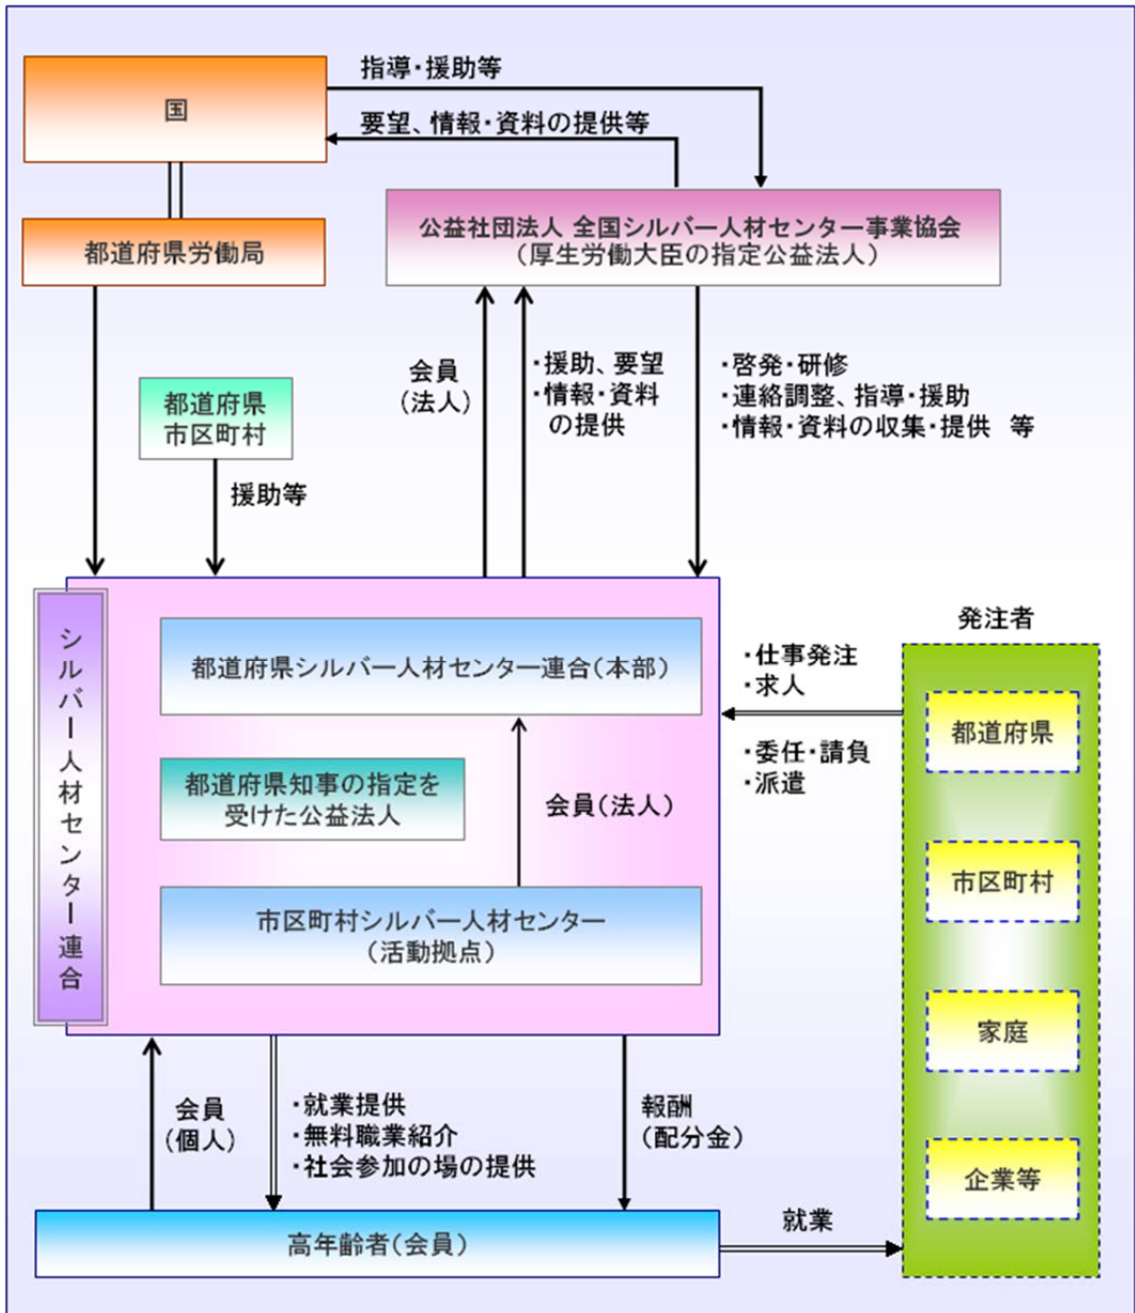 国
指導・援助等
要望、情報・資料の提供等
都道府県労働局
公益社団法人 全国シルバー人材センター事業協会
(厚生労働大臣の指定公益法人)
都道府県
市区町村
援助等
会員
(法人)
・援助、要望
・情報・資料
の提供
・啓発・研修
・連絡調整、指導・援助
・情報・資料の収集・提供 等
シルバー人材センター連合
都道府県シルバー人材センター連合(本部)
都道府県知事の指定を
受けた公益法人
会員(法人)
市区町村シルバー人材センター
(活動拠点)
・仕事発注
・求人
・委任・請負
・派遣
発注者
都道府県
市区町村
家庭
企業等
会員
(個人)
・就業提供
・無料職業紹介
・社会参加の場の提供
報酬
(配分金)
高年齢者(会員)
就業